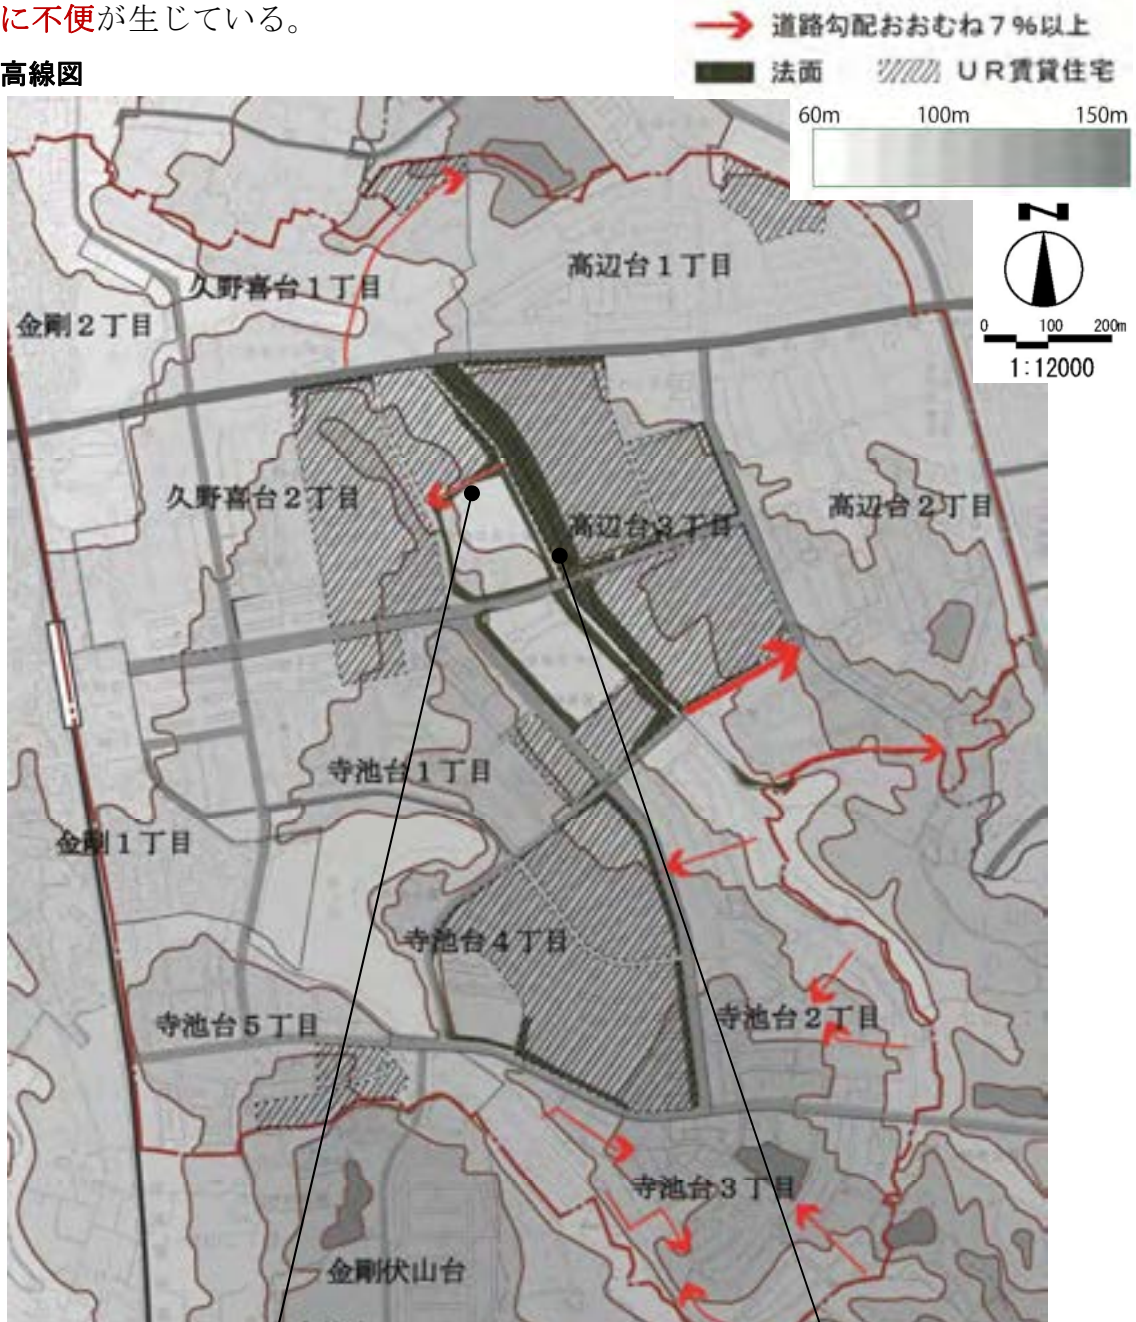 に不便が生じている。
高線図
道路勾配おおむね７％以上
法面 ＵＲ賃貸住宅
60m 100m 150m
N
0 100 200m
1:12000
高辺台１丁目
久野喜台１丁目
金剛２丁目
久野喜台２丁目
高辺台３丁目
高辺台２丁目
寺池台１丁目
金剛１丁目
寺池台４丁目
寺池台５丁目
寺池台２丁目
寺池台３丁目
金剛伏山台